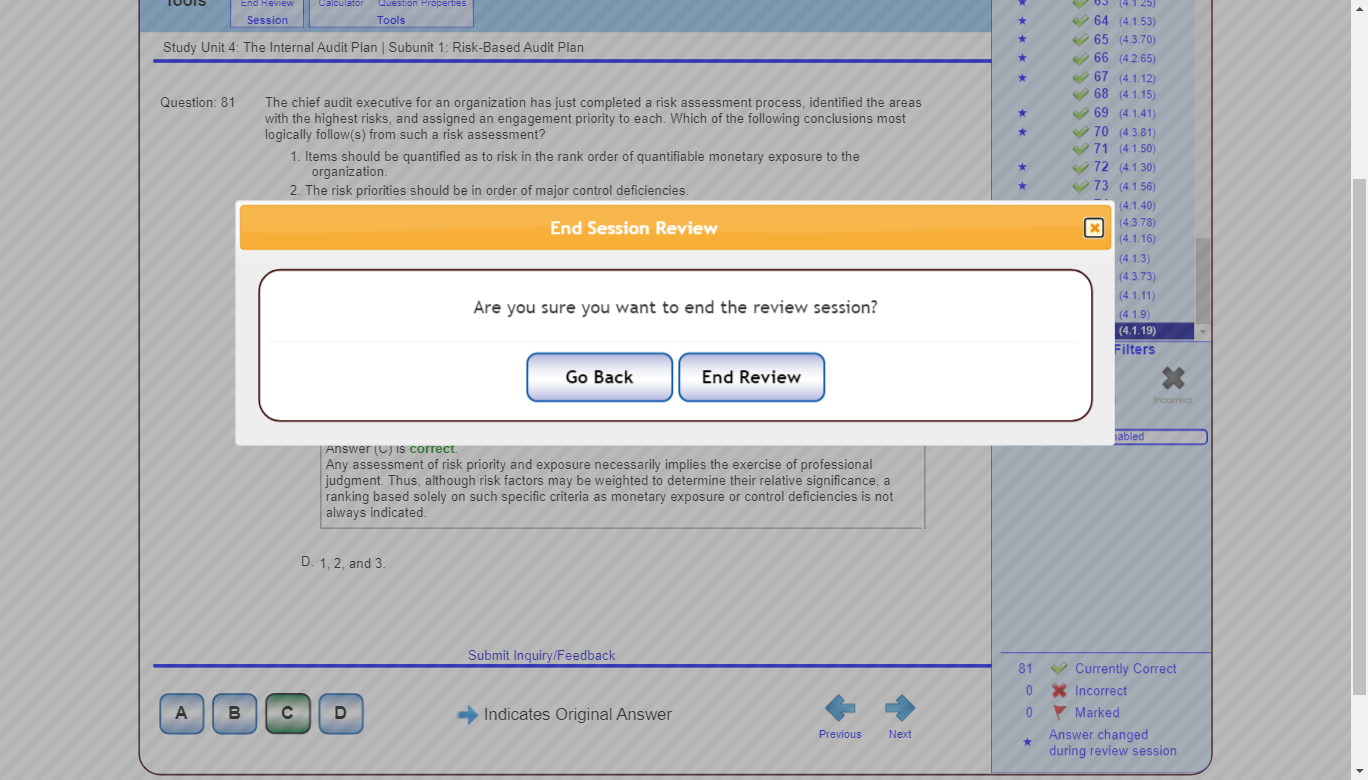 Tools
End Review
Calculator Question Properties
Session
Tools
Study Unit 4: The Internal Audit Plan | Subunit 1: Risk-Based Audit Plan
Question: 81
The chief audit executive for an organization has just completed a risk assessment process, identified the areas
with the highest risks, and assigned an engagement priority to each. Which of the following conclusions most
logically follow(s) from such a risk assessment?
1. Items should be quantified as to risk in the rank order of quantifiable monetary exposure to the
organization.
2. The risk priorities should be in order of major control deficiencies.
End Session Review
Are you sure you want to end the review session?
Go Back
End Review
Answer (C) is correct.
Any assessment of risk priority and exposure necessarily implies the exercise of professional
judgment. Thus, although risk factors may be weighted to determine their relative significance, a
ranking based solely on such specific criteria as monetary exposure or control deficiencies is not
always indicated.
D. 1, 2, and 3.
Submit Inquiry/Feedback
A B C D
Indicates Original Answer
Previous
Next
63 (4.1.25)
64 (4.1.53)
65 (4.3.70)
66 (4.2.65)
67 (4.1.12)
68 (4.1.15)
69 (4.1.41)
70 (4.3.81)
71 (4.1.50)
72 (4.1.30)
73 (4.1.56)
(4.1.40)
(4.3.78)
(4.1.16)
(4.1.3)
(4.3.73)
(4.1.11)
(4.1.9)
(4.1.19)
Filters
Incorrect
abled
81 Currently Correct
0 Incorrect
0 Marked
Answer changed
during review session